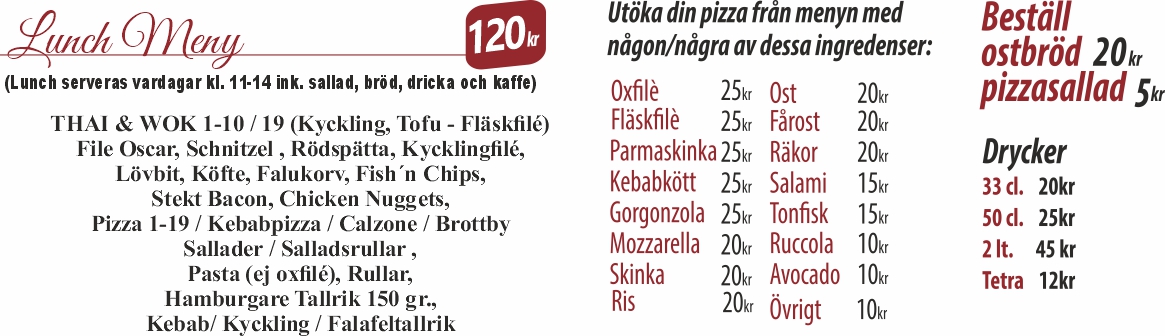 Lunch Meny 120kr
(Lunch serveras vardagar kl. 11-14 ink. sallad, bröd, dricka och kaffe)
THAI & WOK 1-10 / 19 (Kyckling, Tofu - Fläskfilé)
File Oscar, Schnitzel , Rödspätta, Kycklingfilé,
Lövbit, Köfte, Falukorv, Fish´n Chips,
Stekt Bacon, Chicken Nuggets,
Pizza 1-19 / Kebabpizza / Calzone / Brottby
Sallader / Salladsrullar ,
Pasta (ej oxfilé), Rullar,
Hamburgare Tallrik 150 gr.,
Kebab/ Kyckling / Falafeltallrik
Utöka din pizza från menyn med
någon/några av dessa ingredenser:
Oxfilè 25kr
Fläskfilè 25kr
Parmaskinka 25kr
Kebabkött 25kr
Gorgonzola 25kr
Mozzarella 20kr
Skinka 20kr
Ris 20kr
Ost 20kr
Fårost 20kr
Räkor 20kr
Salami 15kr
Tonfisk 15kr
Ruccola 10kr
Avocado 10kr
Övrigt 10kr
Beställ
ostbröd 20kr
pizzasallad 5kr
Drycker
33 cl. 20kr
50 cl. 25kr
2 lt. 45 kr
Tetra 12kr